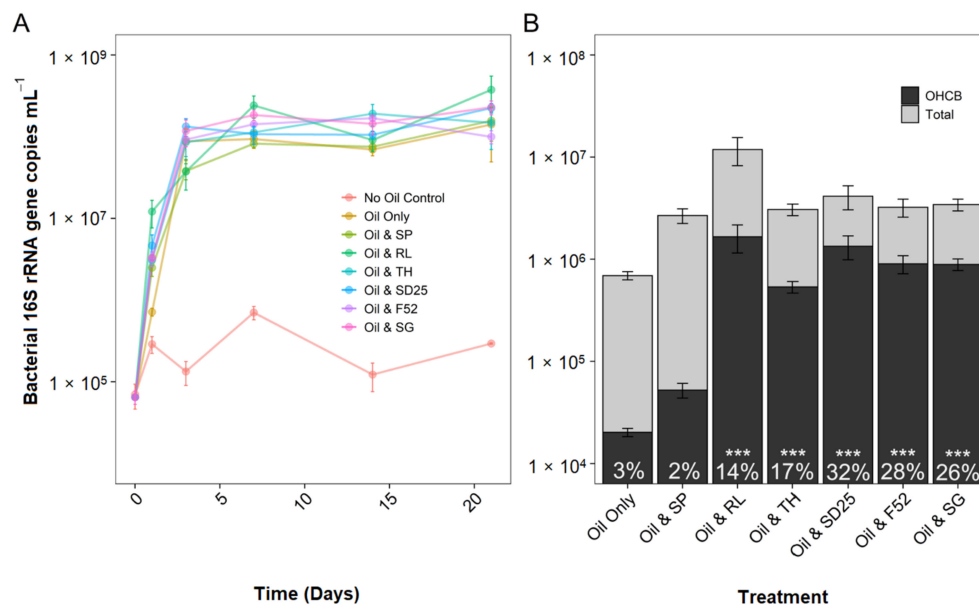 A
Bacterial 16S rRNA gene copies mL⁻¹
1 × 10⁹
1 × 10⁷
1 × 10⁵
No Oil Control
Oil Only
Oil & SP
Oil & RL
Oil & TH
Oil & SD25
Oil & F52
Oil & SG
0
5
10
15
20
Time (Days)
B
1 × 10⁸
1 × 10⁷
1 × 10⁶
1 × 10⁵
1 × 10⁴
OHCB
Total
*** *** *** *** ***
3% 2% 14% 17% 32% 28% 26%
Oil Only
Oil & SP
Oil & RL
Oil & TH
Oil & SD25
Oil & F52
Oil & SG
Treatment